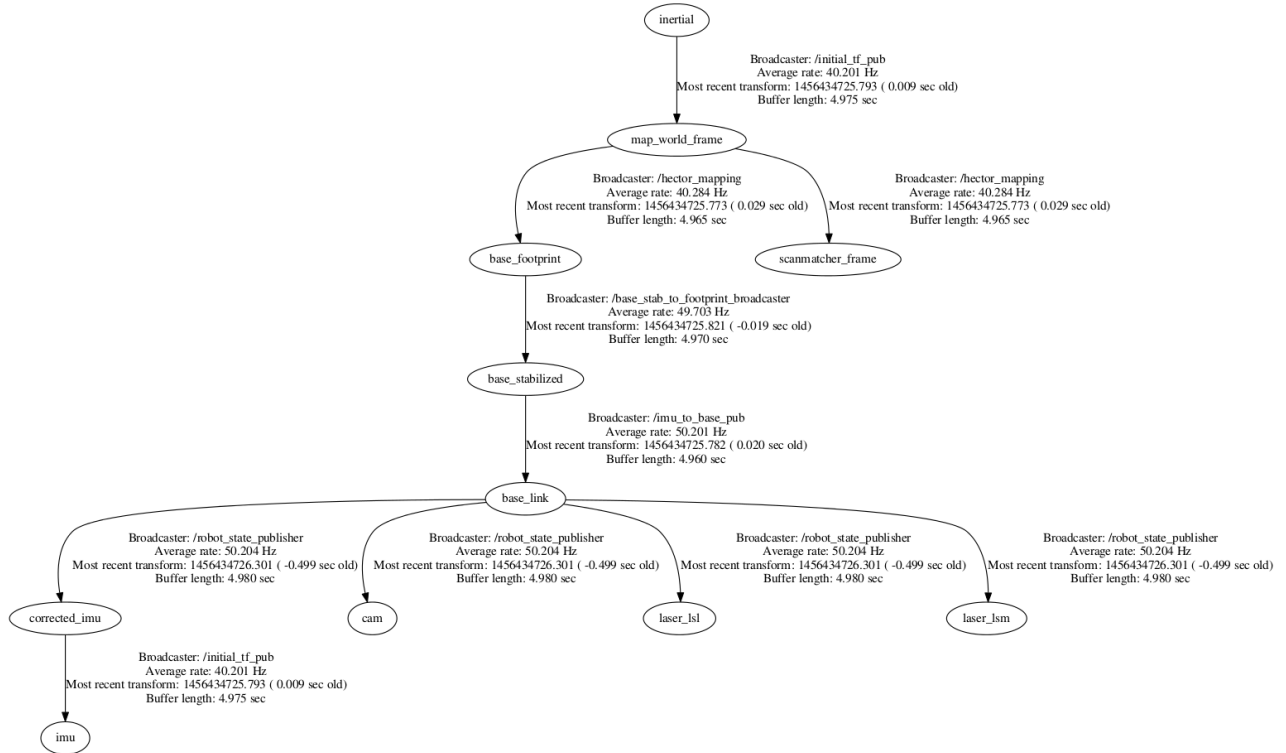 inertial
Broadcaster: /initial_tf_pub
Average rate: 40.201 Hz
Most recent transform: 1456434725.793 ( 0.009 sec old)
Buffer length: 4.975 sec
map_world_frame
Broadcaster: /hector_mapping
Average rate: 40.284 Hz
Most recent transform: 1456434725.773 ( 0.029 sec old)
Buffer length: 4.965 sec
Broadcaster: /hector_mapping
Average rate: 40.284 Hz
Most recent transform: 1456434725.773 ( 0.029 sec old)
Buffer length: 4.965 sec
base_footprint
scanmatcher_frame
Broadcaster: /base_stab_to_footprint_broadcaster
Average rate: 49.703 Hz
Most recent transform: 1456434725.821 ( -0.019 sec old)
Buffer length: 4.970 sec
base_stabilized
Broadcaster: /imu_to_base_pub
Average rate: 50.201 Hz
Most recent transform: 1456434725.782 ( 0.020 sec old)
Buffer length: 4.960 sec
base_link
Broadcaster: /robot_state_publisher
Average rate: 50.204 Hz
Most recent transform: 1456434726.301 ( -0.499 sec old)
Buffer length: 4.980 sec
Broadcaster: /robot_state_publisher
Average rate: 50.204 Hz
Most recent transform: 1456434726.301 ( -0.499 sec old)
Buffer length: 4.980 sec
Broadcaster: /robot_state_publisher
Average rate: 50.204 Hz
Most recent transform: 1456434726.301 ( -0.499 sec old)
Buffer length: 4.980 sec
Broadcaster: /robot_state_publisher
Average rate: 50.204 Hz
Most recent transform: 1456434726.301 ( -0.499 sec old)
Buffer length: 4.980 sec
corrected_imu
cam
laser_lsl
laser_lsm
Broadcaster: /initial_tf_pub
Average rate: 40.201 Hz
Most recent transform: 1456434725.793 ( 0.009 sec old)
Buffer length: 4.975 sec
imu